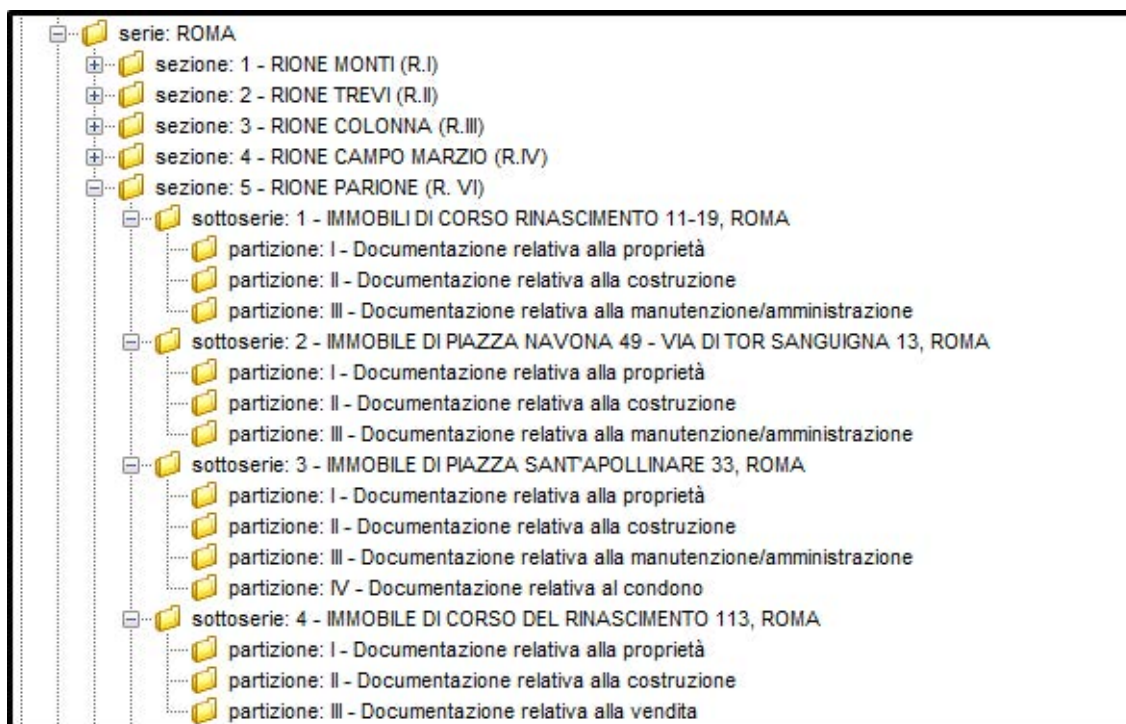 serie: ROMA
sezione: 1 - RIONE MONTI (R.I)
sezione: 2 - RIONE TREVI (R.II)
sezione: 3 - RIONE COLONNA (R.III)
sezione: 4 - RIONE CAMPO MARZIO (R.IV)
sezione: 5 - RIONE PARIONE (R. VI)
sottoserie: 1 - IMMOBILI DI CORSO RINASCIMENTO 11-19, ROMA
partizione: I - Documentazione relativa alla proprietà
partizione: II - Documentazione relativa alla costruzione
partizione: III - Documentazione relativa alla manutenzione/amministrazione
sottoserie: 2 - IMMOBILE DI PIAZZA NAVONA 49 - VIA DI TOR SANGUIGNA 13, ROMA
partizione: I - Documentazione relativa alla proprietà
partizione: II - Documentazione relativa alla costruzione
partizione: III - Documentazione relativa alla manutenzione/amministrazione
sottoserie: 3 - IMMOBILE DI PIAZZA SANT'APOLLINARE 33, ROMA
partizione: I - Documentazione relativa alla proprietà
partizione: II - Documentazione relativa alla costruzione
partizione: III - Documentazione relativa alla manutenzione/amministrazione
partizione: IV - Documentazione relativa al condono
sottoserie: 4 - IMMOBILE DI CORSO DEL RINASCIMENTO 113, ROMA
partizione: I - Documentazione relativa alla proprietà
partizione: II - Documentazione relativa alla costruzione
partizione: III - Documentazione relativa alla vendita